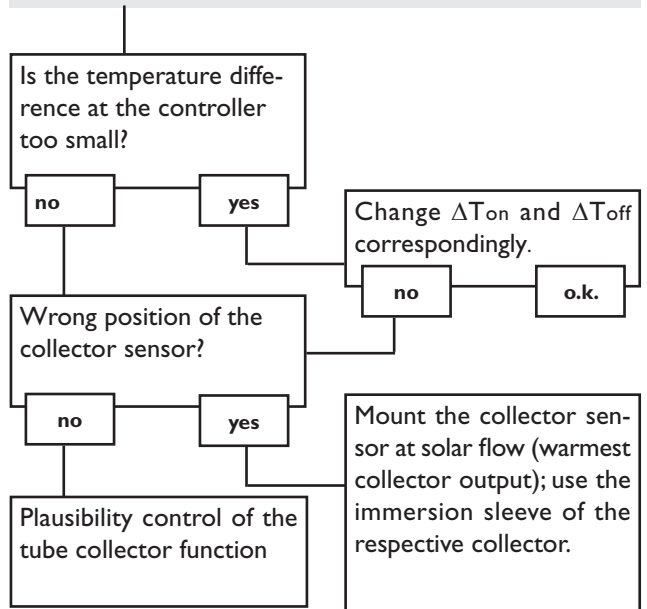 Is the temperature diffe-
rence at the controller
too small?
no
yes
Change ΔTon and ΔToff
correspondingly.
no
o.k.
Wrong position of the
collector sensor?
no
yes
Mount the collector sen-
sor at solar flow (warmest
collector output); use the
immersion sleeve of the
respective collector.
Plausibility control of the
tube collector function